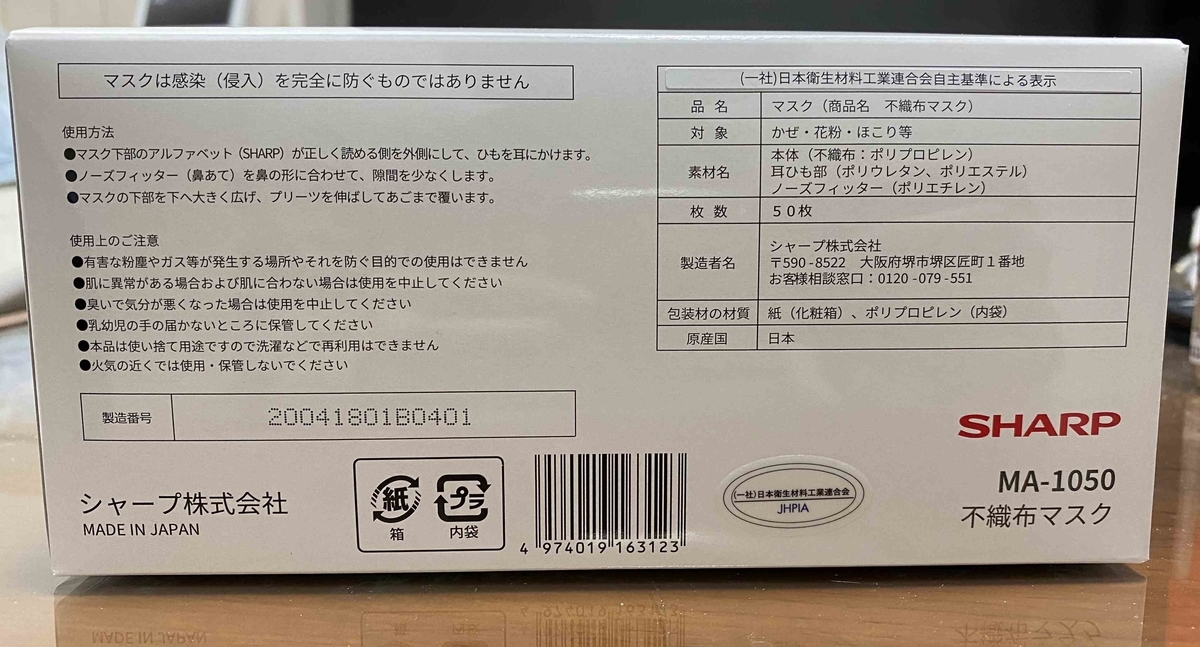 マスクは感染（侵入）を完全に防ぐものではありません
使用方法
●マスク下部のアルファベット（SHARP）が正しく読める側を外側にして、ひもを耳にかけます。
●ノーズフィッター（鼻あて）を鼻の形に合わせて、隙間を少なくします。
●マスクの下部を下へ大きく広げ、プリーツを伸ばしてあごまで覆います。
使用上のご注意
●有害な粉塵やガス等が発生する場所やそれを防ぐ目的での使用はできません
●肌に異常がある場合および肌に合わない場合は使用を中止してください
●臭いで気分が悪くなった場合は使用を中止してください
●乳幼児の手の届かないところに保管してください
●本品は使い捨て用途ですので洗濯などで再利用はできません
●火気の近くでは使用・保管しないでください
製造番号 20041801B0401
シャープ株式会社
MADE IN JAPAN
紙
箱
プラ
内袋
4 974019 163123
(一社)日本衛生材料工業連合会自主基準による表示
品 名 マスク（商品名　不織布マスク）
対 象 かぜ・花粉・ほこり等
素材名 本体（不織布：ポリプロピレン）
耳ひも部（ポリウレタン、ポリエステル）
ノーズフィッター（ポリエチレン）
枚 数 ５０枚
製造者名 シャープ株式会社
〒590-8522　大阪府堺市堺区匠町１番地
お客様相談窓口：0120-079-551
包装材の材質 紙（化粧箱）、ポリプロピレン（内袋）
原産国 日本
(一社)日本衛生材料工業連合会
JHPIA
SHARP
MA-1050
不織布マスク